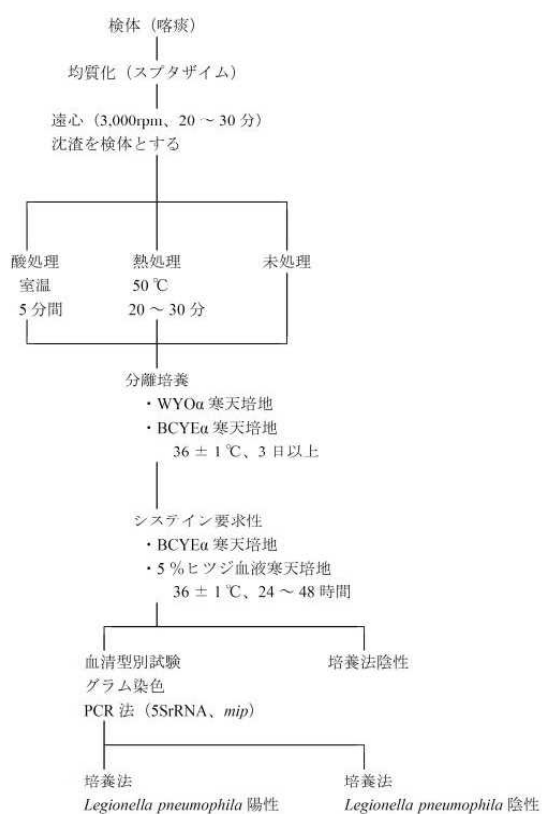 検体（喀痰）
均質化（スプタザイム）
遠心（3,000rpm、20 ～ 30 分）
沈渣を検体とする
酸処理
室温
5 分間
熱処理
50 ℃
20 ～ 30 分
未処理
分離培養
・WYOα 寒天培地
・BCYEα 寒天培地
36 ± 1 ℃、3 日以上
システイン要求性
・BCYEα 寒天培地
・5 %ヒツジ血液寒天培地
36 ± 1 ℃、24 ～ 48 時間
血清型別試験
グラム染色
PCR 法（5SrRNA、mip）
培養法陰性
培養法
Legionella pneumophila 陽性
培養法
Legionella pneumophila 陰性